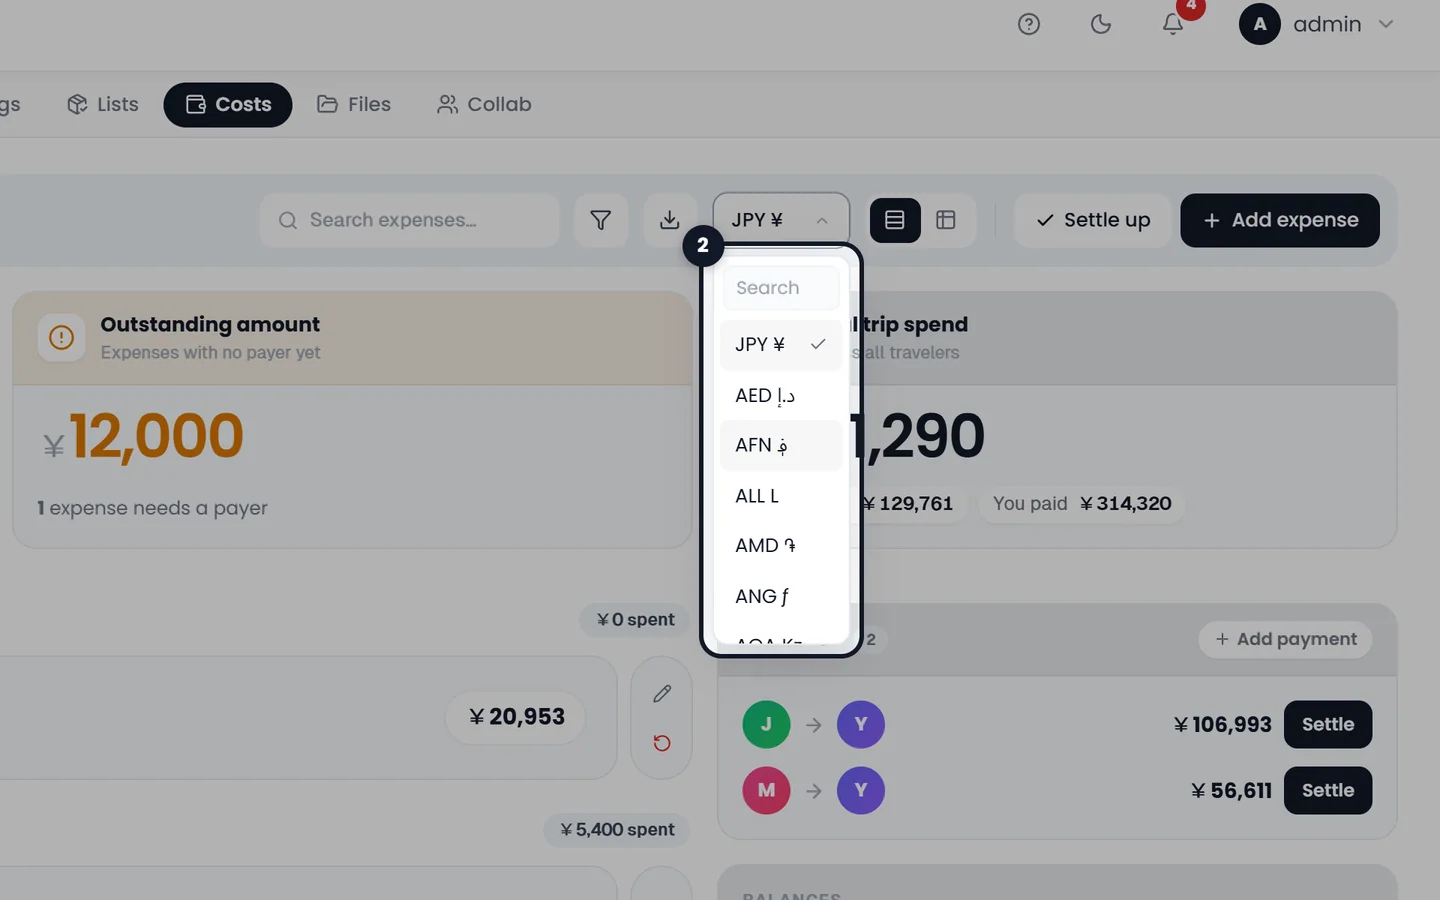 4
A admin
gs Lists Costs Files Collab
Search expenses... JPY ¥ Settle up + Add expense
2
Search
JPY ¥
AED د.إ
AFN ؋
ALL L
AMD ֏
ANG ƒ
Outstanding amount
Expenses with no payer yet
¥12,000
1 expense needs a payer
l trip spend
s all travelers
1,290
¥ 129,761 You paid ¥ 314,320
¥ 0 spent
¥ 20,953
¥ 5,400 spent
2 + Add payment
J → Y ¥ 106,993 Settle
M → Y ¥ 56,611 Settle
BALANCES